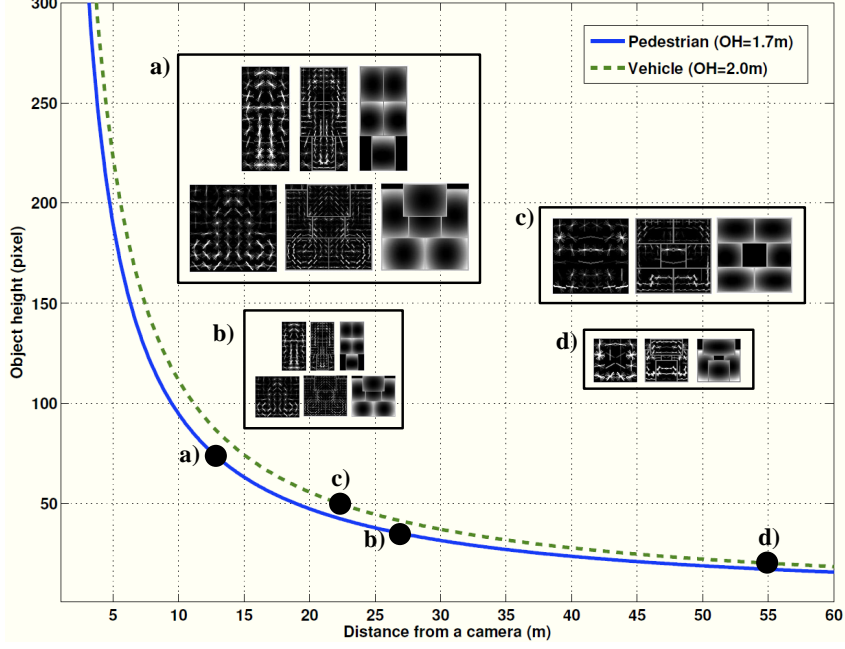 300
250
200
150
100
50
Object height (pixel)
Pedestrian (OH=1.7m)
Vehicle (OH=2.0m)
a)
b)
c)
d)
a)
c)
b)
d)
5 10 15 20 25 30 35 40 45 50 55 60
Distance from a camera (m)